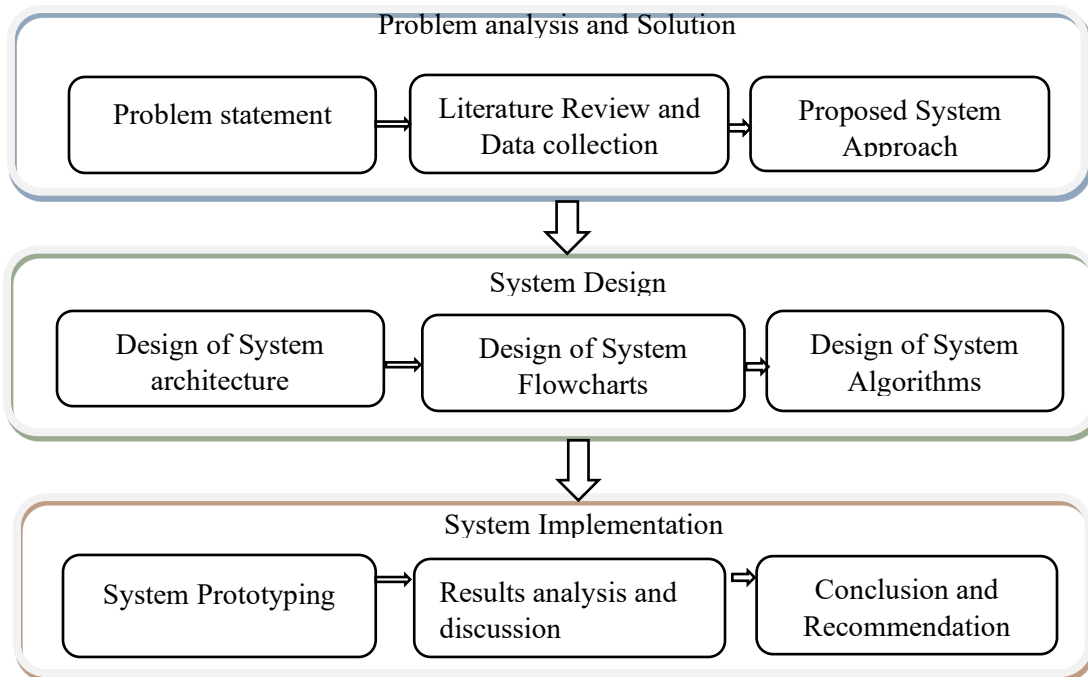 Problem analysis and Solution
Problem statement
Literature Review and
Data collection
Proposed System
Approach
System Design
Design of System
architecture
Design of System
Flowcharts
Design of System
Algorithms
System Implementation
System Prototyping
Results analysis and
discussion
Conclusion and
Recommendation